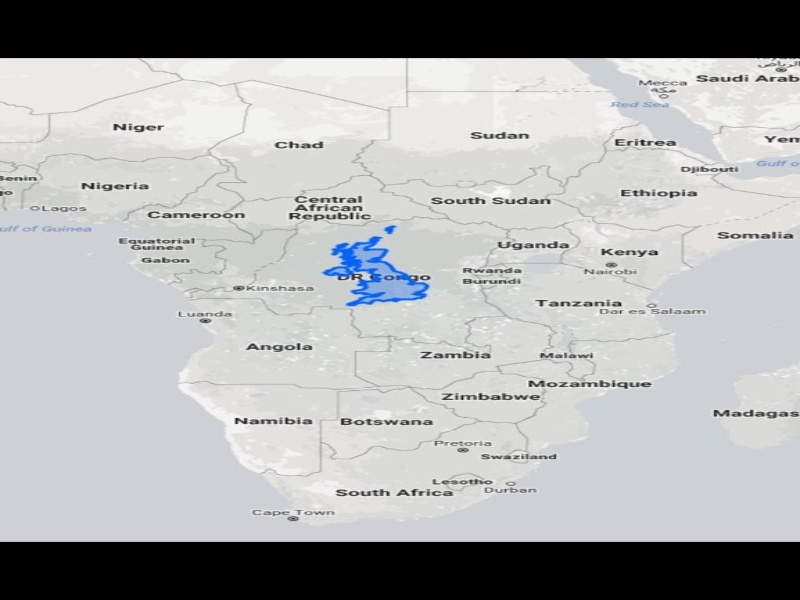 Mecca
مكة
Saudi Arab
الرياض
Red Sea
Niger
Chad
Sudan
Eritrea
Yem
Djibouti
Gulf o
Benin
go
Nigeria
Lagos
Central
African
Republic
South Sudan
Ethiopia
Cameroon
ulf of Guinea
Equatorial
Guinea
Gabon
Uganda
Kenya
Somalia
Nairobi
DR Congo
Rwanda
Burundi
Kinshasa
Tanzania
Dar es Salaam
Luanda
Angola
Zambia
Malawi
Mozambique
Zimbabwe
Namibia
Botswana
Madagas
Pretoria
Swaziland
Lesotho
Durban
South Africa
Cape Town